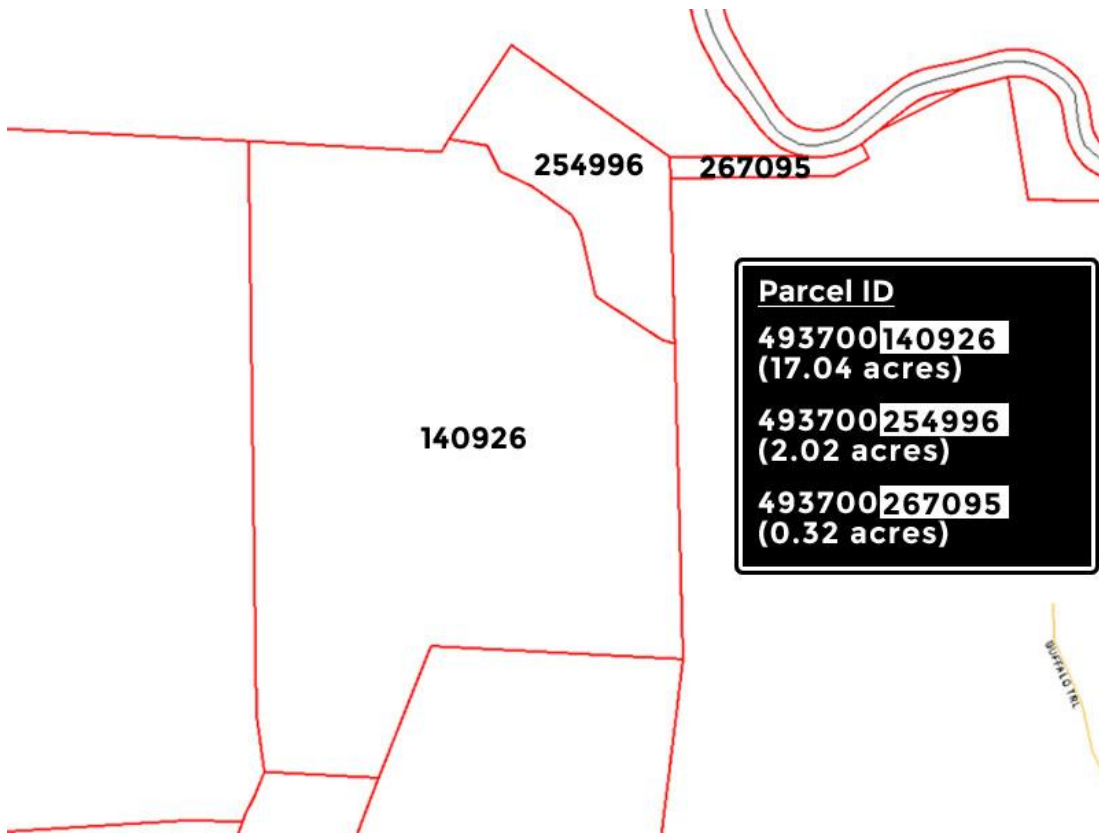 254996
267095
Parcel ID
493700140926
(17.04 acres)
493700254996
(2.02 acres)
140926
493700267095
(0.32 acres)
BUFFALO TRL